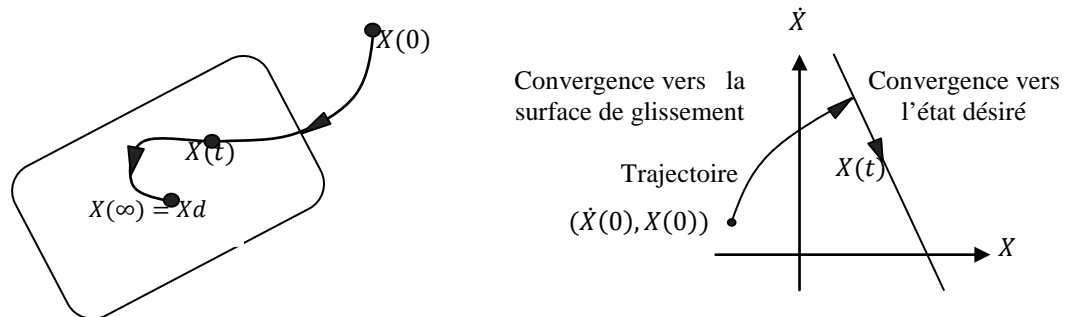 X(0)
X(t)
X(∞) = Xd
Ẋ
Convergence vers la
surface de glissement
Convergence vers
l’état désiré
Trajectoire
X(t)
(Ẋ(0), X(0))
X